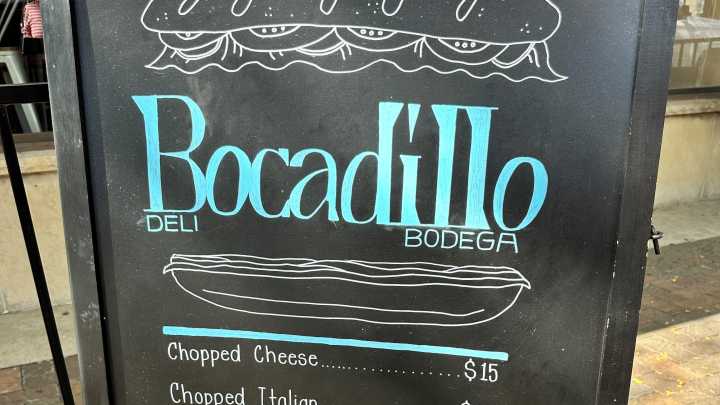 Bocadillo
DELI
BODEGA
Chopped Cheese.....................$15
Chopped Italian